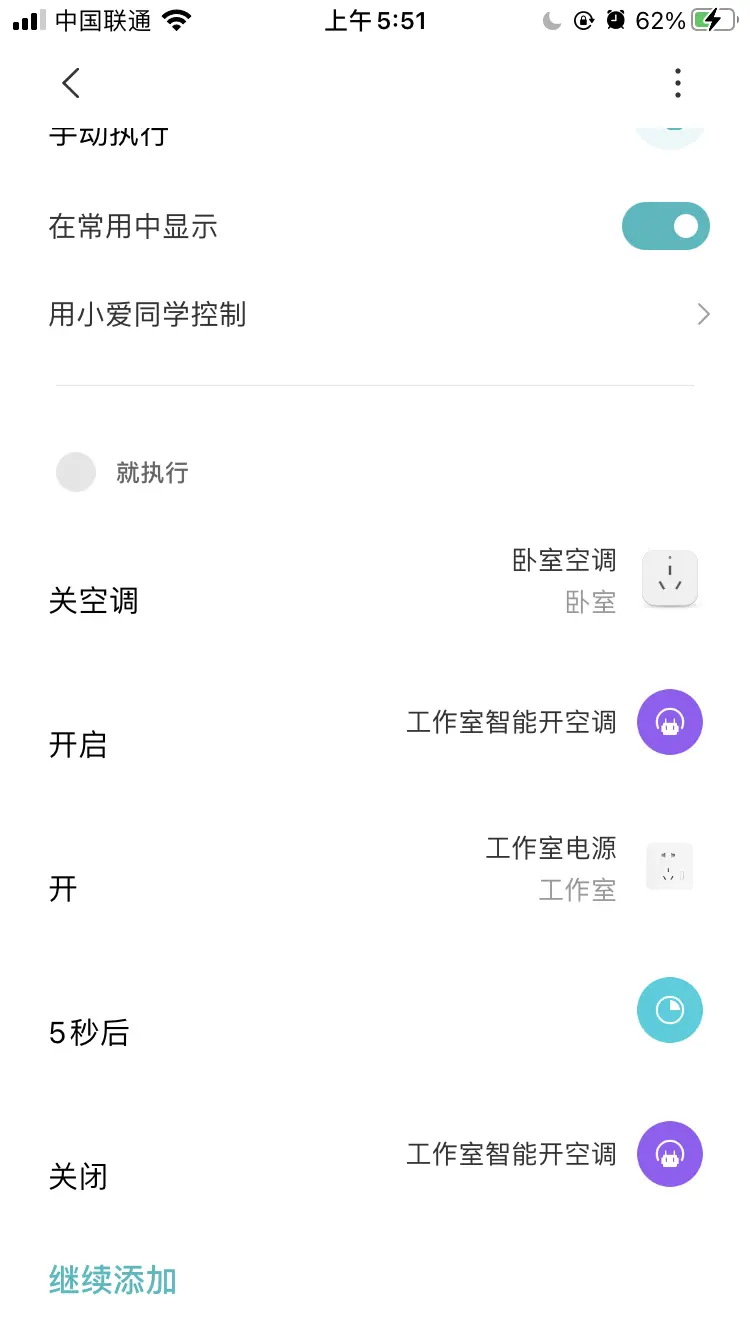 中国联通
上午5:51
62%
手动执行
在常用中显示
用小爱同学控制
就执行
关空调
卧室空调
卧室
开启
工作室智能开空调
开
工作室电源
工作室
5秒后
关闭
工作室智能开空调
继续添加